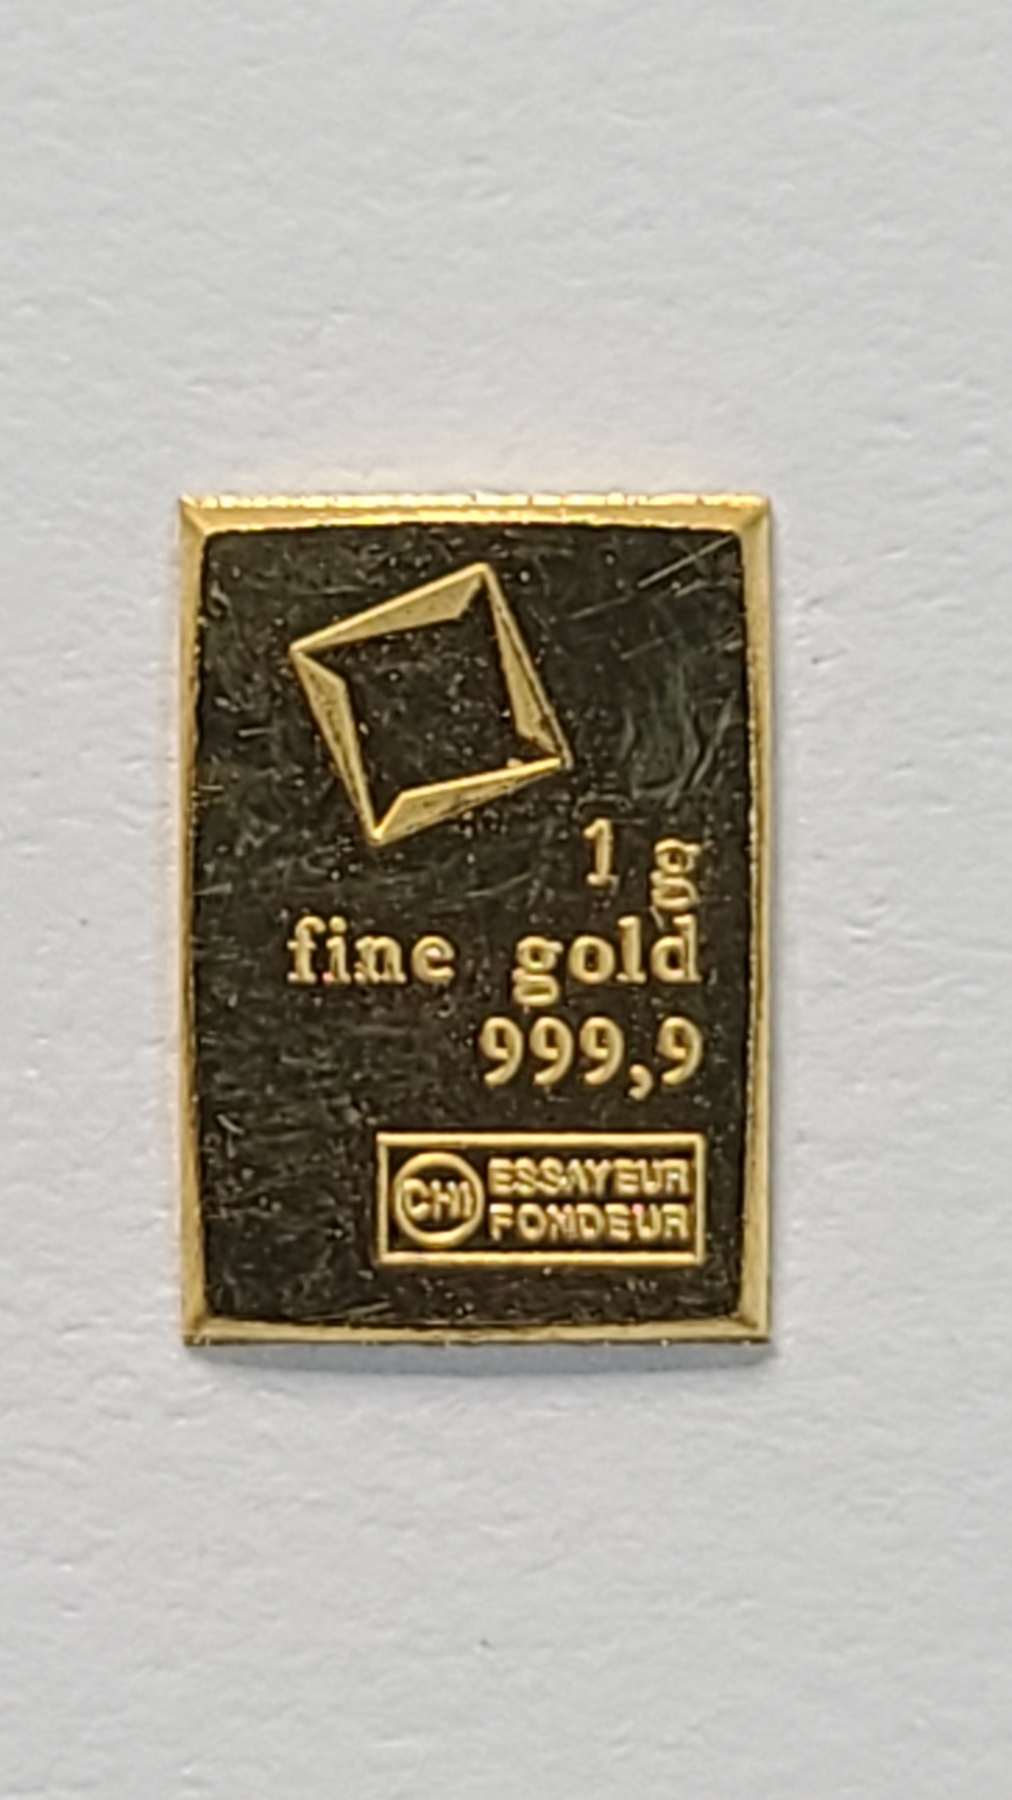 1 g
fine gold
999,9
CHI ESSAYEUR
FONDEUR